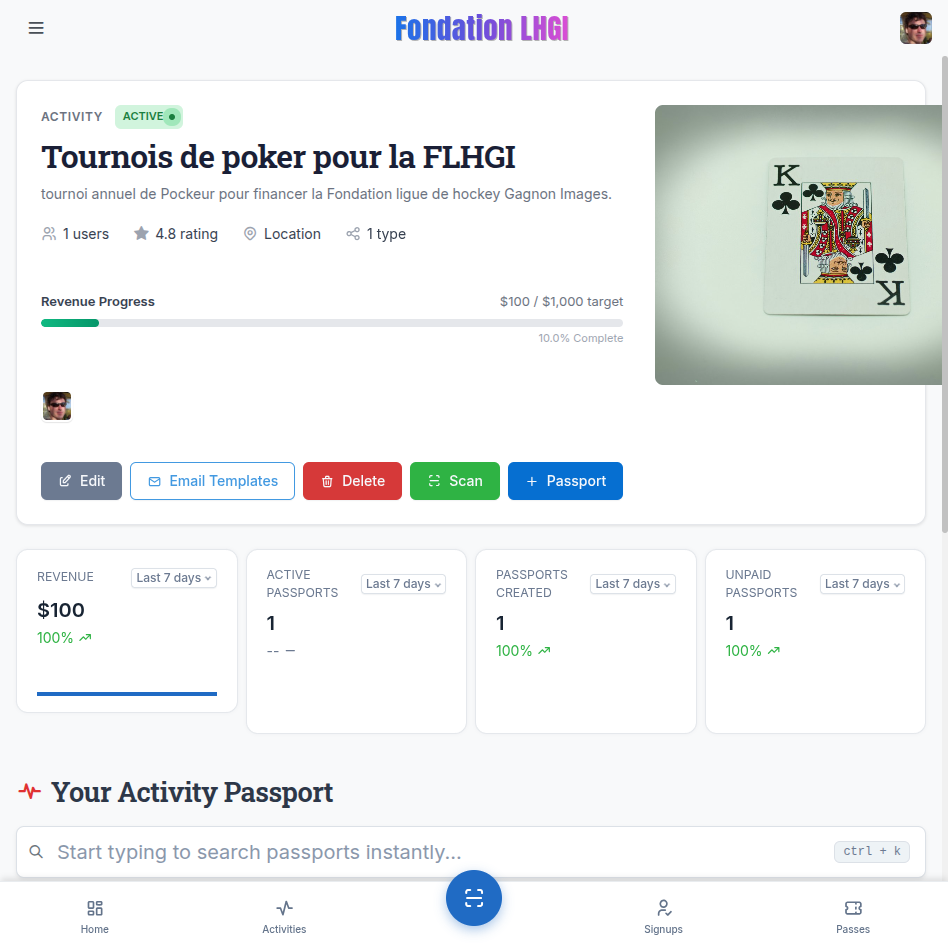 Fondation LHGI
ACTIVITY ACTIVE
Tournois de poker pour la FLHGI
tournoi annuel de Pockeur pour financer la Fondation ligue de hockey Gagnon Images.
1 users 4.8 rating Location 1 type
Revenue Progress $100 / $1,000 target
10.0% Complete
K
K
Edit Email Templates Delete Scan Passport
REVENUE Last 7 days
$100
100%
ACTIVE
PASSPORTS Last 7 days
1
-- –
PASSPORTS
CREATED Last 7 days
1
100%
UNPAID
PASSPORTS Last 7 days
1
100%
Your Activity Passport
Start typing to search passports instantly... ctrl + k
Home Activities Signups Passes